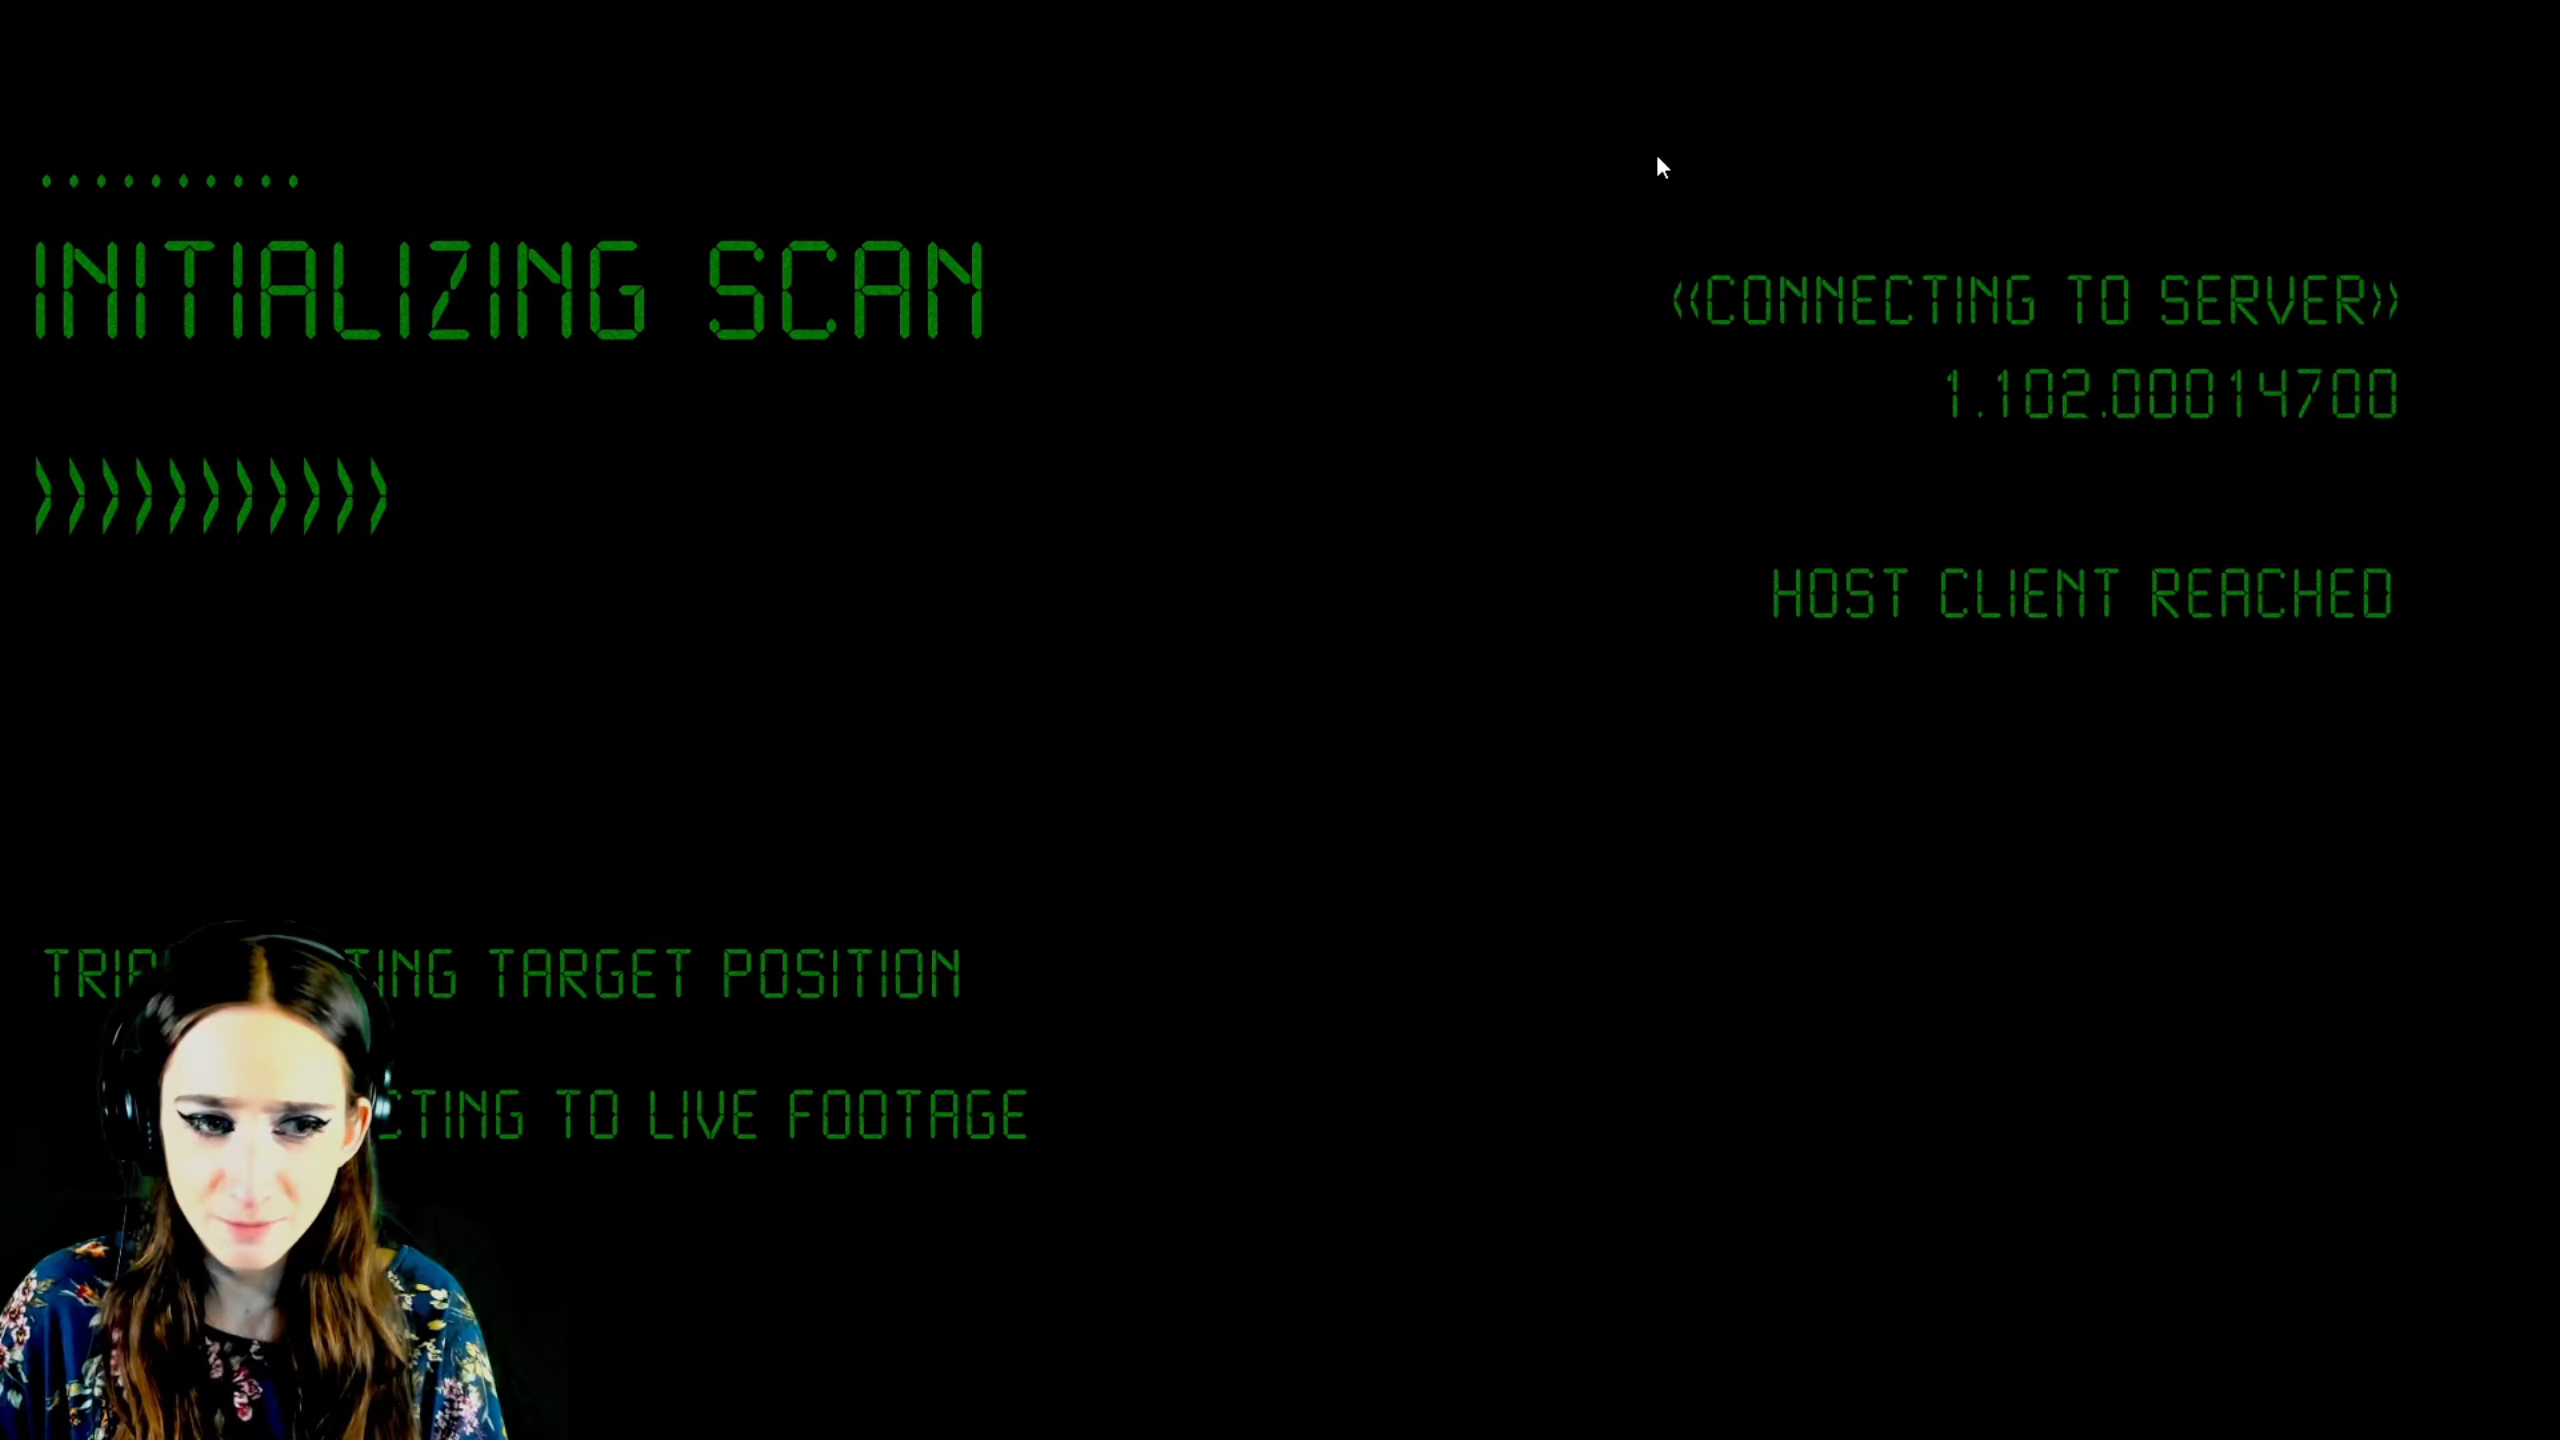 ..........
INITIALIZING SCAN
<<CONNECTING TO SERVER>>
1.102.00014700
>>>>>>>>>>>
HOST CLIENT REACHED
TARGET POSITION
TO LIVE FOOTAGE